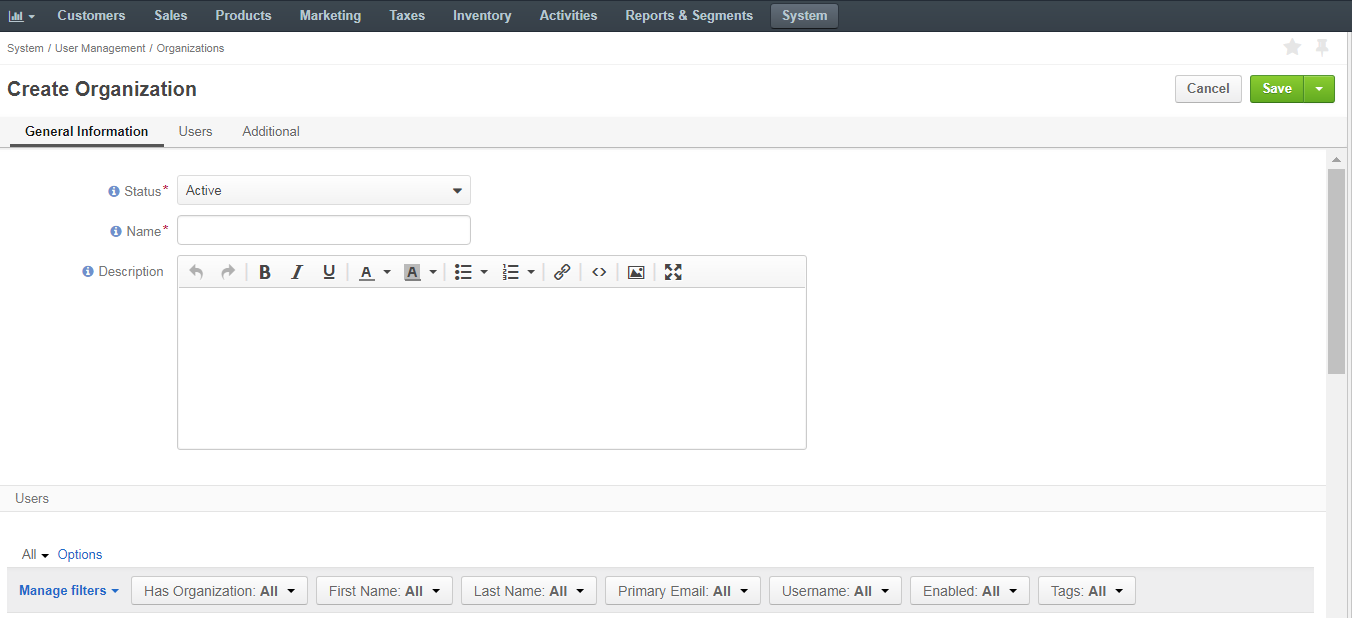 Customers Sales Products Marketing Taxes Inventory Activities Reports & Segments System
System / User Management / Organizations
Create Organization
Cancel Save
General Information Users Additional
Status* Active
Name*
Description B I U A A
Users
All Options
Manage filters Has Organization: All First Name: All Last Name: All Primary Email: All Username: All Enabled: All Tags: All